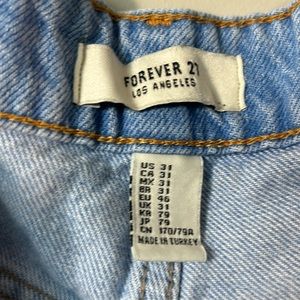 FOREVER 21
LOS ANGELES
US 31
CA 31
MX 31
BR 31
EU 46
UK 31
KR 79
JP 79
CN 170/79A
MADE IN TURKEY